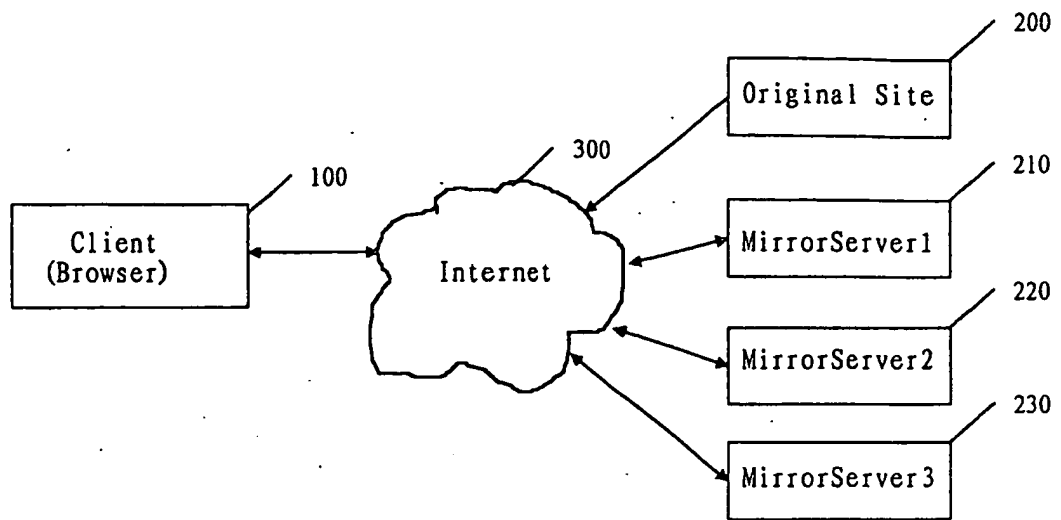 200
Original Site
300
210
100
MirrorServer1
Client
(Browser)
Internet
220
MirrorServer2
230
MirrorServer3